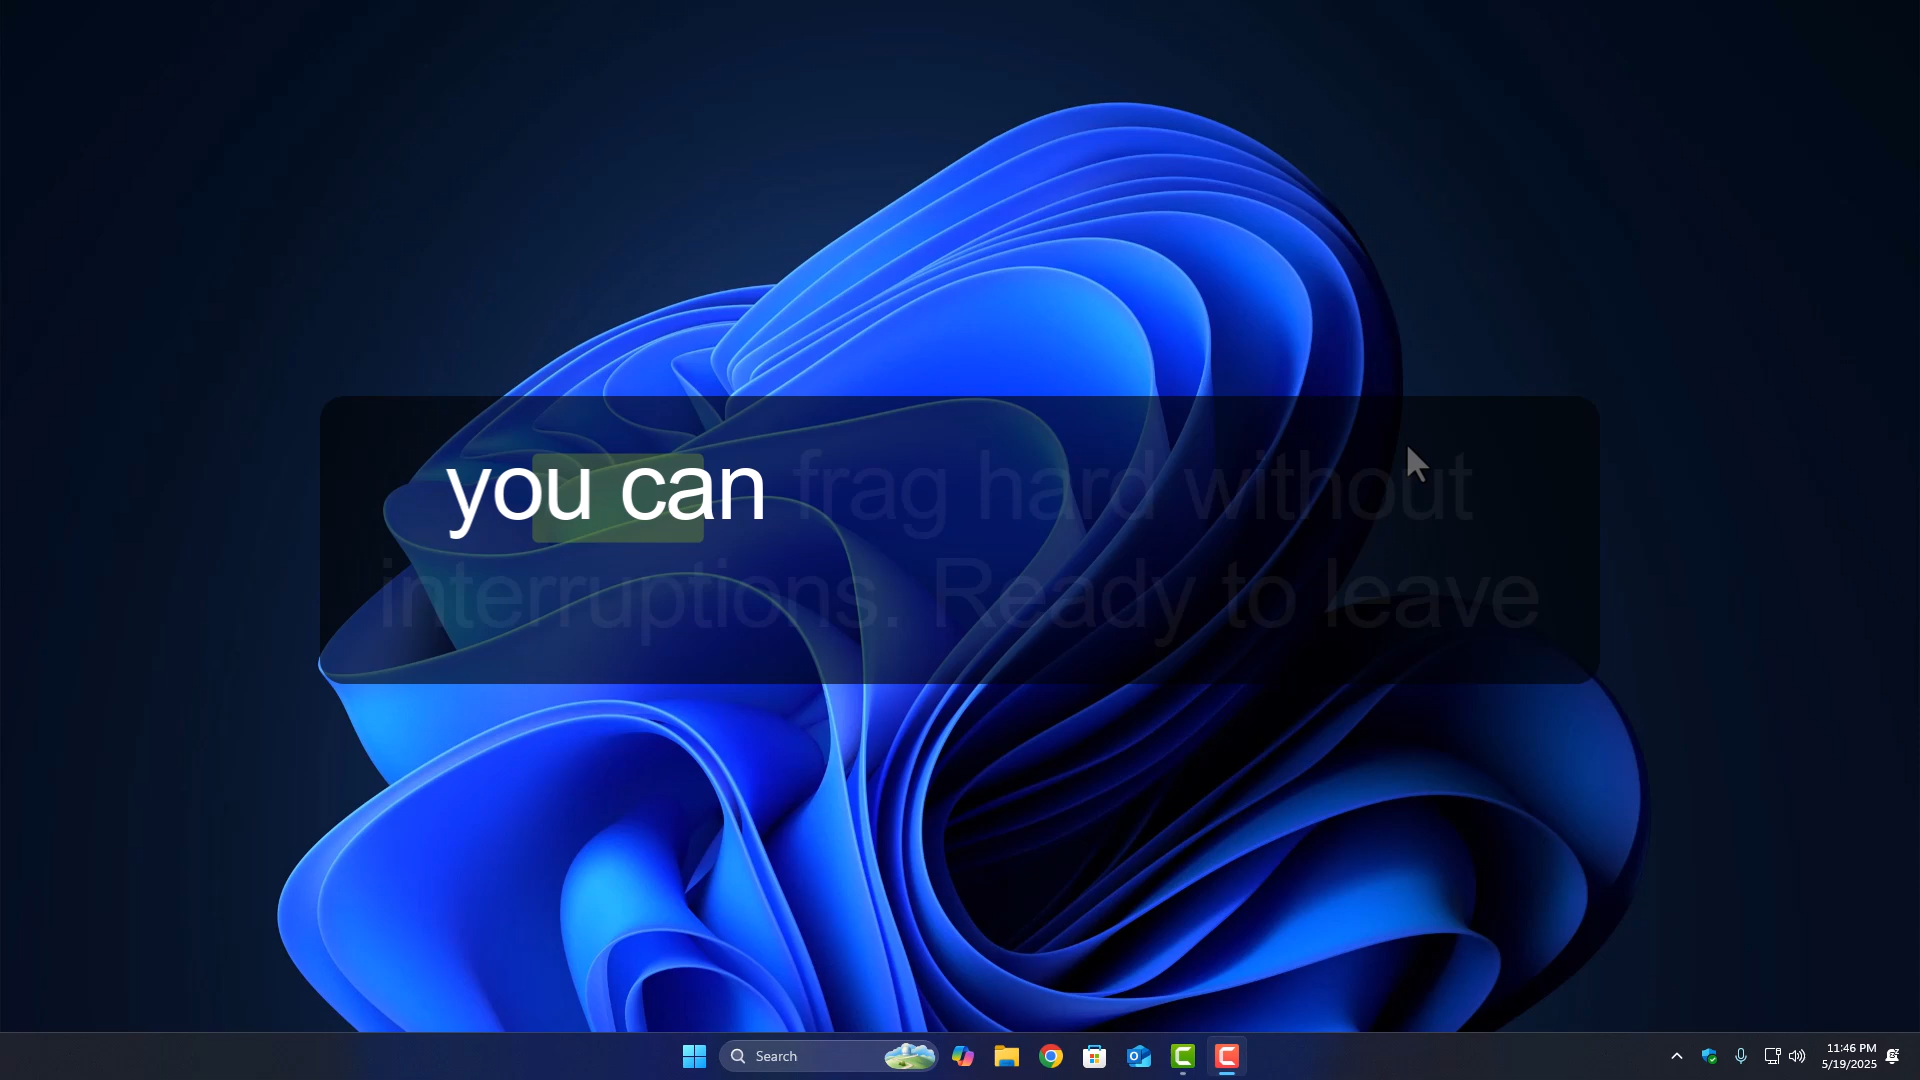 you can frag hard without
interruptions. Ready to leave
Search
11:46 PM
5/19/2025